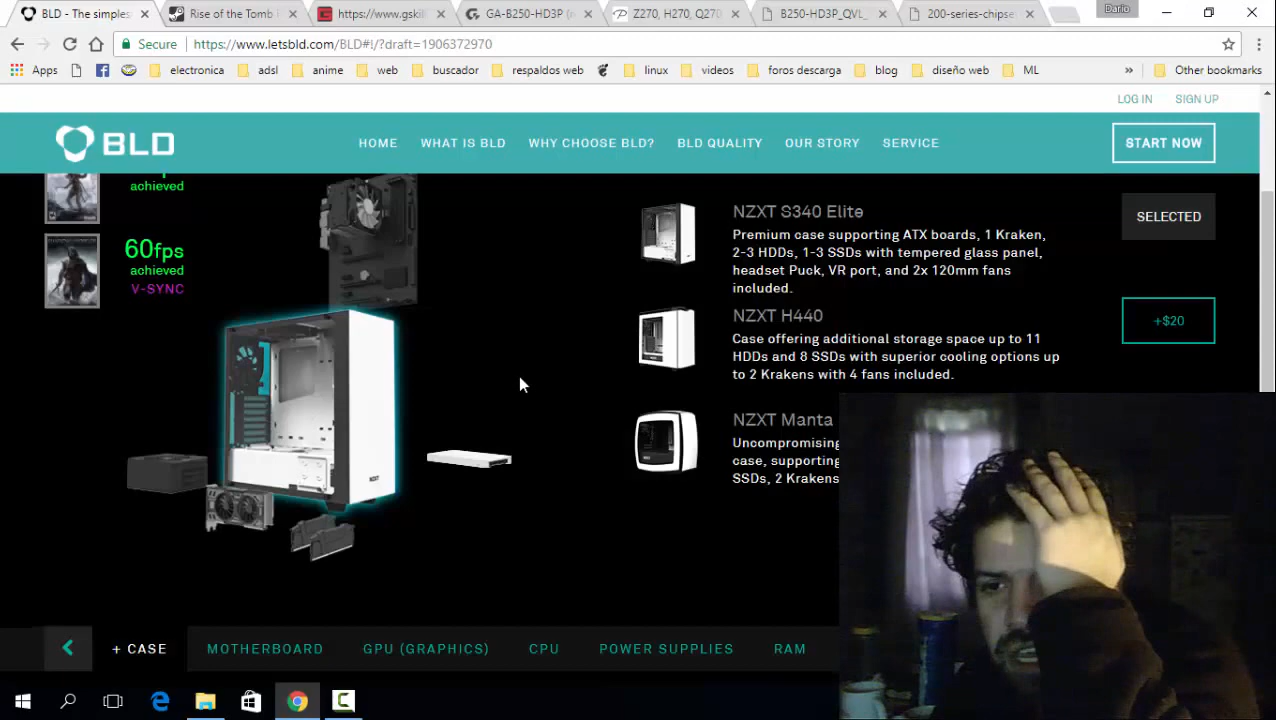 BLD - The simples
Rise of the Tomb
https://www.gskill
GA-B250-HD3P (r
Z270, H270, Q270
B250-HD3P_QVL_
200-series-chipse
Dario
Secure
https://www.letsbld.com/BLD#!/?draft=1906372970
Apps
electronica
adsl
anime
web
buscador
respaldos web
linux
videos
foros descarga
blog
diseño web
ML
»
Other bookmarks
LOG IN
SIGN UP
BLD
HOME
WHAT IS BLD
WHY CHOOSE BLD?
BLD QUALITY
OUR STORY
SERVICE
START NOW
achieved
60fps
achieved
V-SYNC
NZXT
NZXT S340 Elite
Premium case supporting ATX boards, 1 Kraken,
2-3 HDDs, 1-3 SSDs with tempered glass panel,
headset Puck, VR port, and 2x 120mm fans
included.
SELECTED
NZXT H440
Case offering additional storage space up to 11
HDDs and 8 SSDs with superior cooling options up
to 2 Krakens with 4 fans included.
+$20
NZXT Manta
Uncompromising
case, supporting
SSDs, 2 Krakens
+ CASE
MOTHERBOARD
GPU (GRAPHICS)
CPU
POWER SUPPLIES
RAM